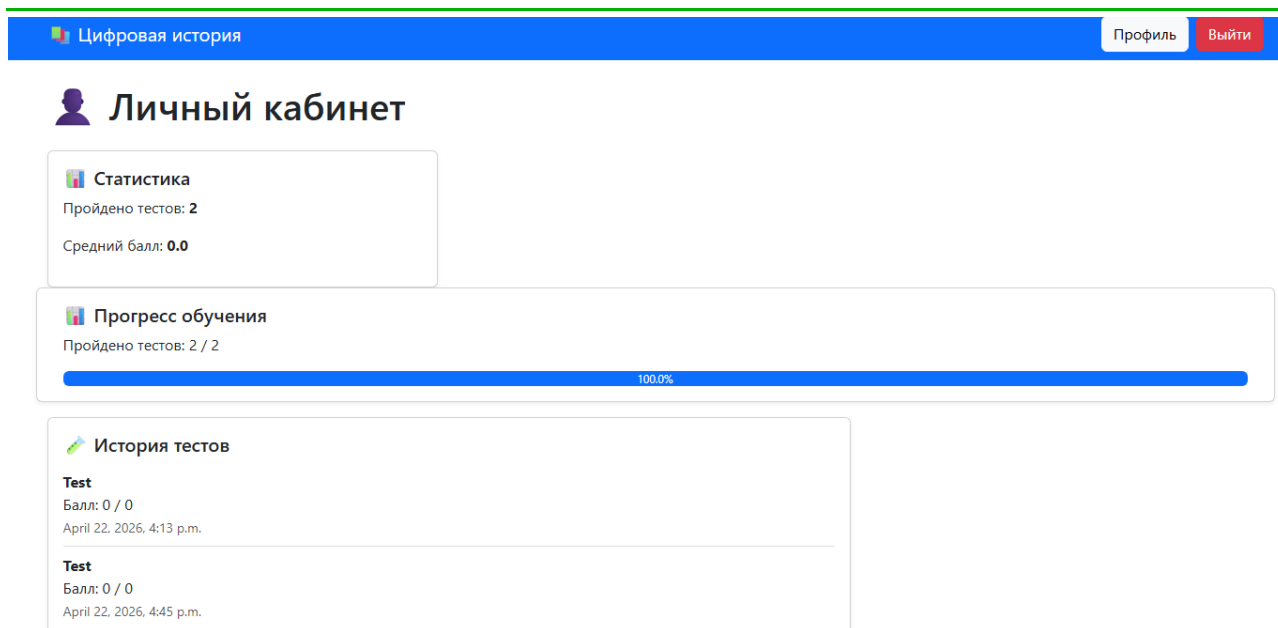 Цифровая история
Профиль
Выйти
Личный кабинет
Статистика
Пройдено тестов: 2
Средний балл: 0.0
Прогресс обучения
Пройдено тестов: 2 / 2
100.0%
История тестов
Test
Балл: 0 / 0
April 22, 2026, 4:13 p.m.
Test
Балл: 0 / 0
April 22, 2026, 4:45 p.m.